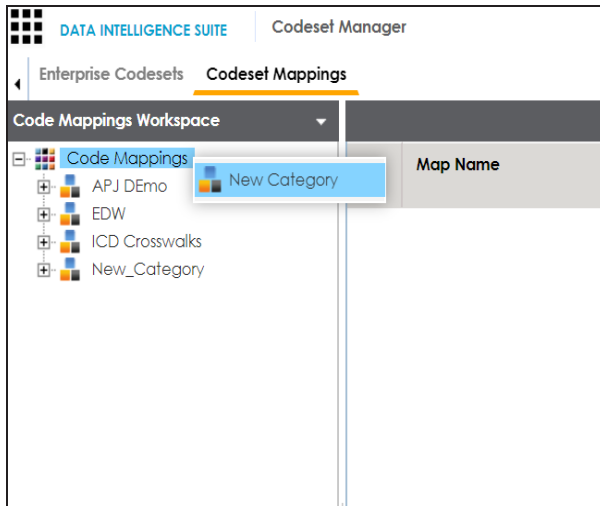 DATA INTELLIGENCE SUITE Codeset Manager
Enterprise Codesets Codeset Mappings
Code Mappings Workspace
Code Mappings
New Category
Map Name
APJ DEmo
EDW
ICD Crosswalks
New_Category